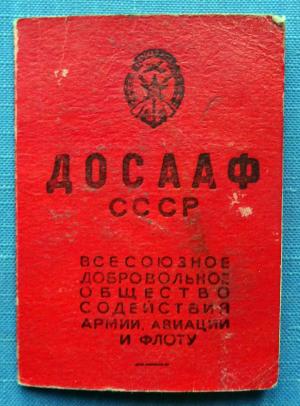 ДОСААФ
СССР
ВСЕСОЮЗНОЕ
ДОБРОВОЛЬНОЕ
ОБЩЕСТВО
СОДЕЙСТВИЯ
АРМИИ, АВИАЦИИ
И ФЛОТУ